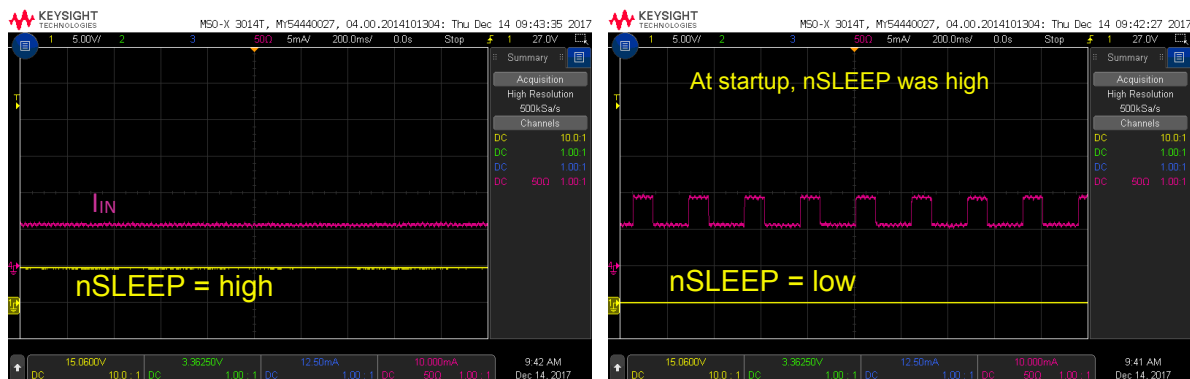 KEYSIGHT
TECHNOLOGIES
MSO-X 3014T, MY54440027, 04.00.2014101304: Thu Dec 14 09:43:35 2017
1 5.00V/ 2 3 50Ω 5mA/ 200.0ms/ 0.0s Stop 1 27.0V
Summary
Acquisition
High Resolution
500kSa/s
Channels
DC 10.0:1
DC 1.00:1
DC 1.00:1
DC 50Ω 1.00:1
T
IIN
nSLEEP = high
15.0600V 3.36250V 12.50mA 10.000mA
DC 10.0 : 1 DC 1.00 : 1 DC 1.00 : 1 DC 50Ω 1.00 : 1
9:42 AM
Dec 14, 2017
KEYSIGHT
TECHNOLOGIES
MSO-X 3014T, MY54440027, 04.00.2014101304: Thu Dec 14 09:42:27 2017
1 5.00V/ 2 3 50Ω 5mA/ 200.0ms/ 0.0s Stop 1 27.0V
At startup, nSLEEP was high
Summary
Acquisition
High Resolution
500kSa/s
Channels
DC 10.0:1
DC 1.00:1
DC 1.00:1
DC 50Ω 1.00:1
T
nSLEEP = low
15.0600V 3.36250V 12.50mA 10.000mA
DC 10.0 : 1 DC 1.00 : 1 DC 1.00 : 1 DC 50Ω 1.00 : 1
9:41 AM
Dec 14, 2017